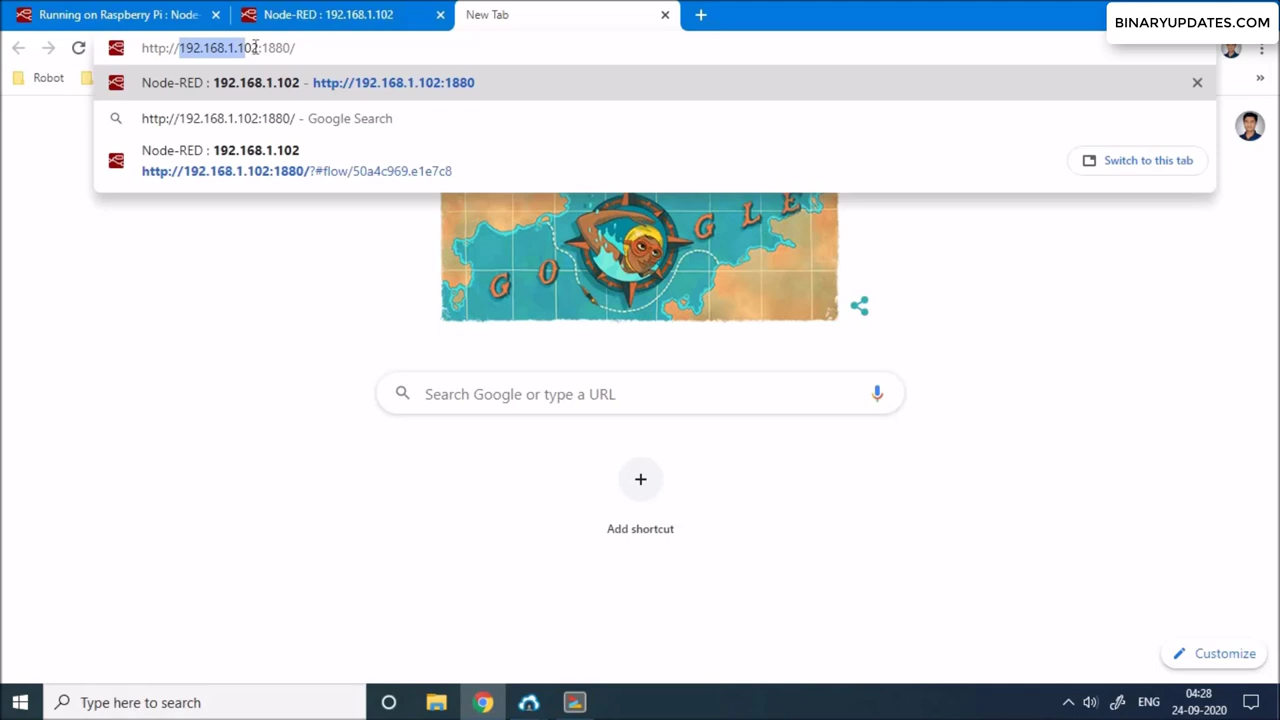 Running on Raspberry Pi : Node-
Node-RED : 192.168.1.102
New Tab
BINARYUPDATES.COM
http://192.168.1.102:1880/
Robot
»
Node-RED : 192.168.1.102 - http://192.168.1.102:1880
http://192.168.1.102:1880/ - Google Search
Node-RED : 192.168.1.102
http://192.168.1.102:1880/?#flow/50a4c969.e1e7c8
Switch to this tab
G O G L E
Search Google or type a URL
Add shortcut
Customize
Type here to search
ENG
04:28
24-09-2020